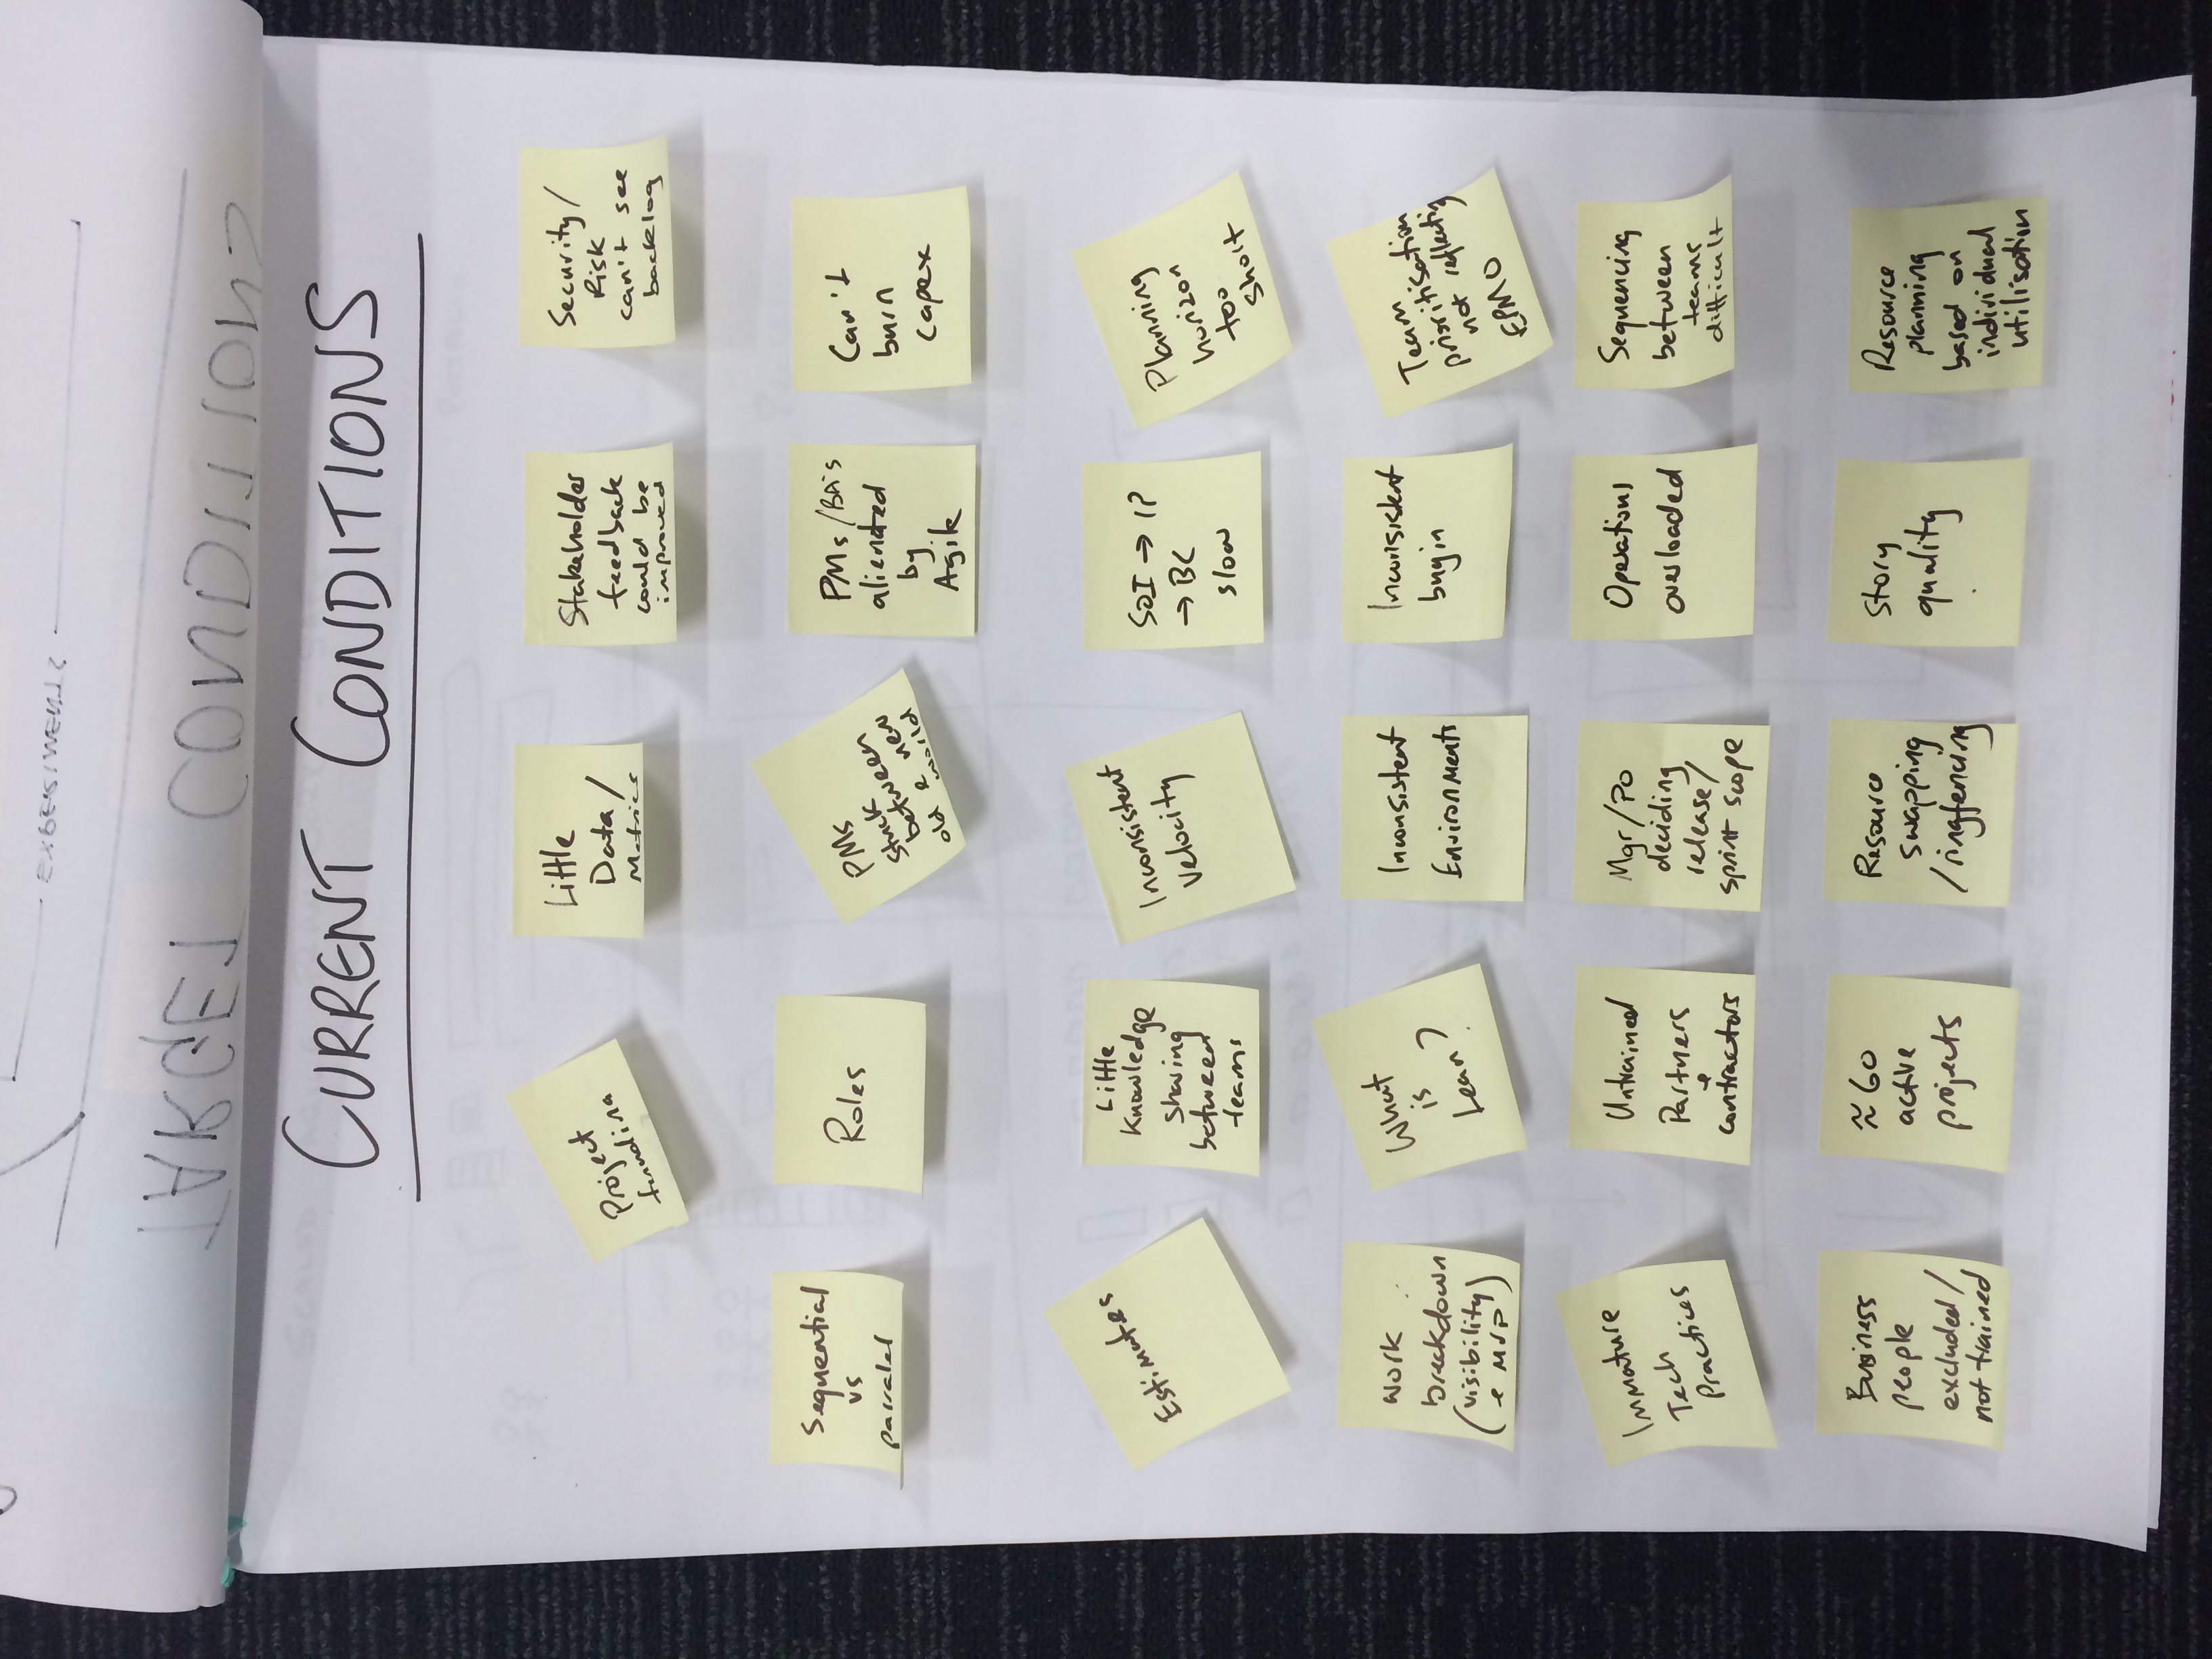 EXPERIMENTS
TARGET CONDITIONS
CURRENT CONDITIONS
Project
funding
Little
Data /
Metrics
Stakeholder
feedback
could be
improved
Security /
Risk
can't see
backlog
Sequential
vs
parralel
Roles
PMs
stuck
between
old & new
world
PMs / BA's
alienated
by
Agile
Can't
burn
capex
Estimates
Little
Knowledge
sharing
between
teams
Inconsistent
velocity
SOI → IP
→ BC
slow
Planning
horizon
too
short
Work
breakdown
(visibility
& MVP)
What
is
Lean?
Inconsistent
Environments
Inconsistent
buyin
Team
prioritisation
not reflecting
EPMO
Immature
Tech
Practices
Untrained
Partners
&
contractors
Mgr / PO
deciding
release /
sprint scope
Operations
overloaded
Sequencing
between
teams
difficult
Business
people
excluded /
not trained
≈ 60
active
projects
Resource
swapping
/ ringfencing
Story
quality
Resource
planning
based on
individual
utilisation